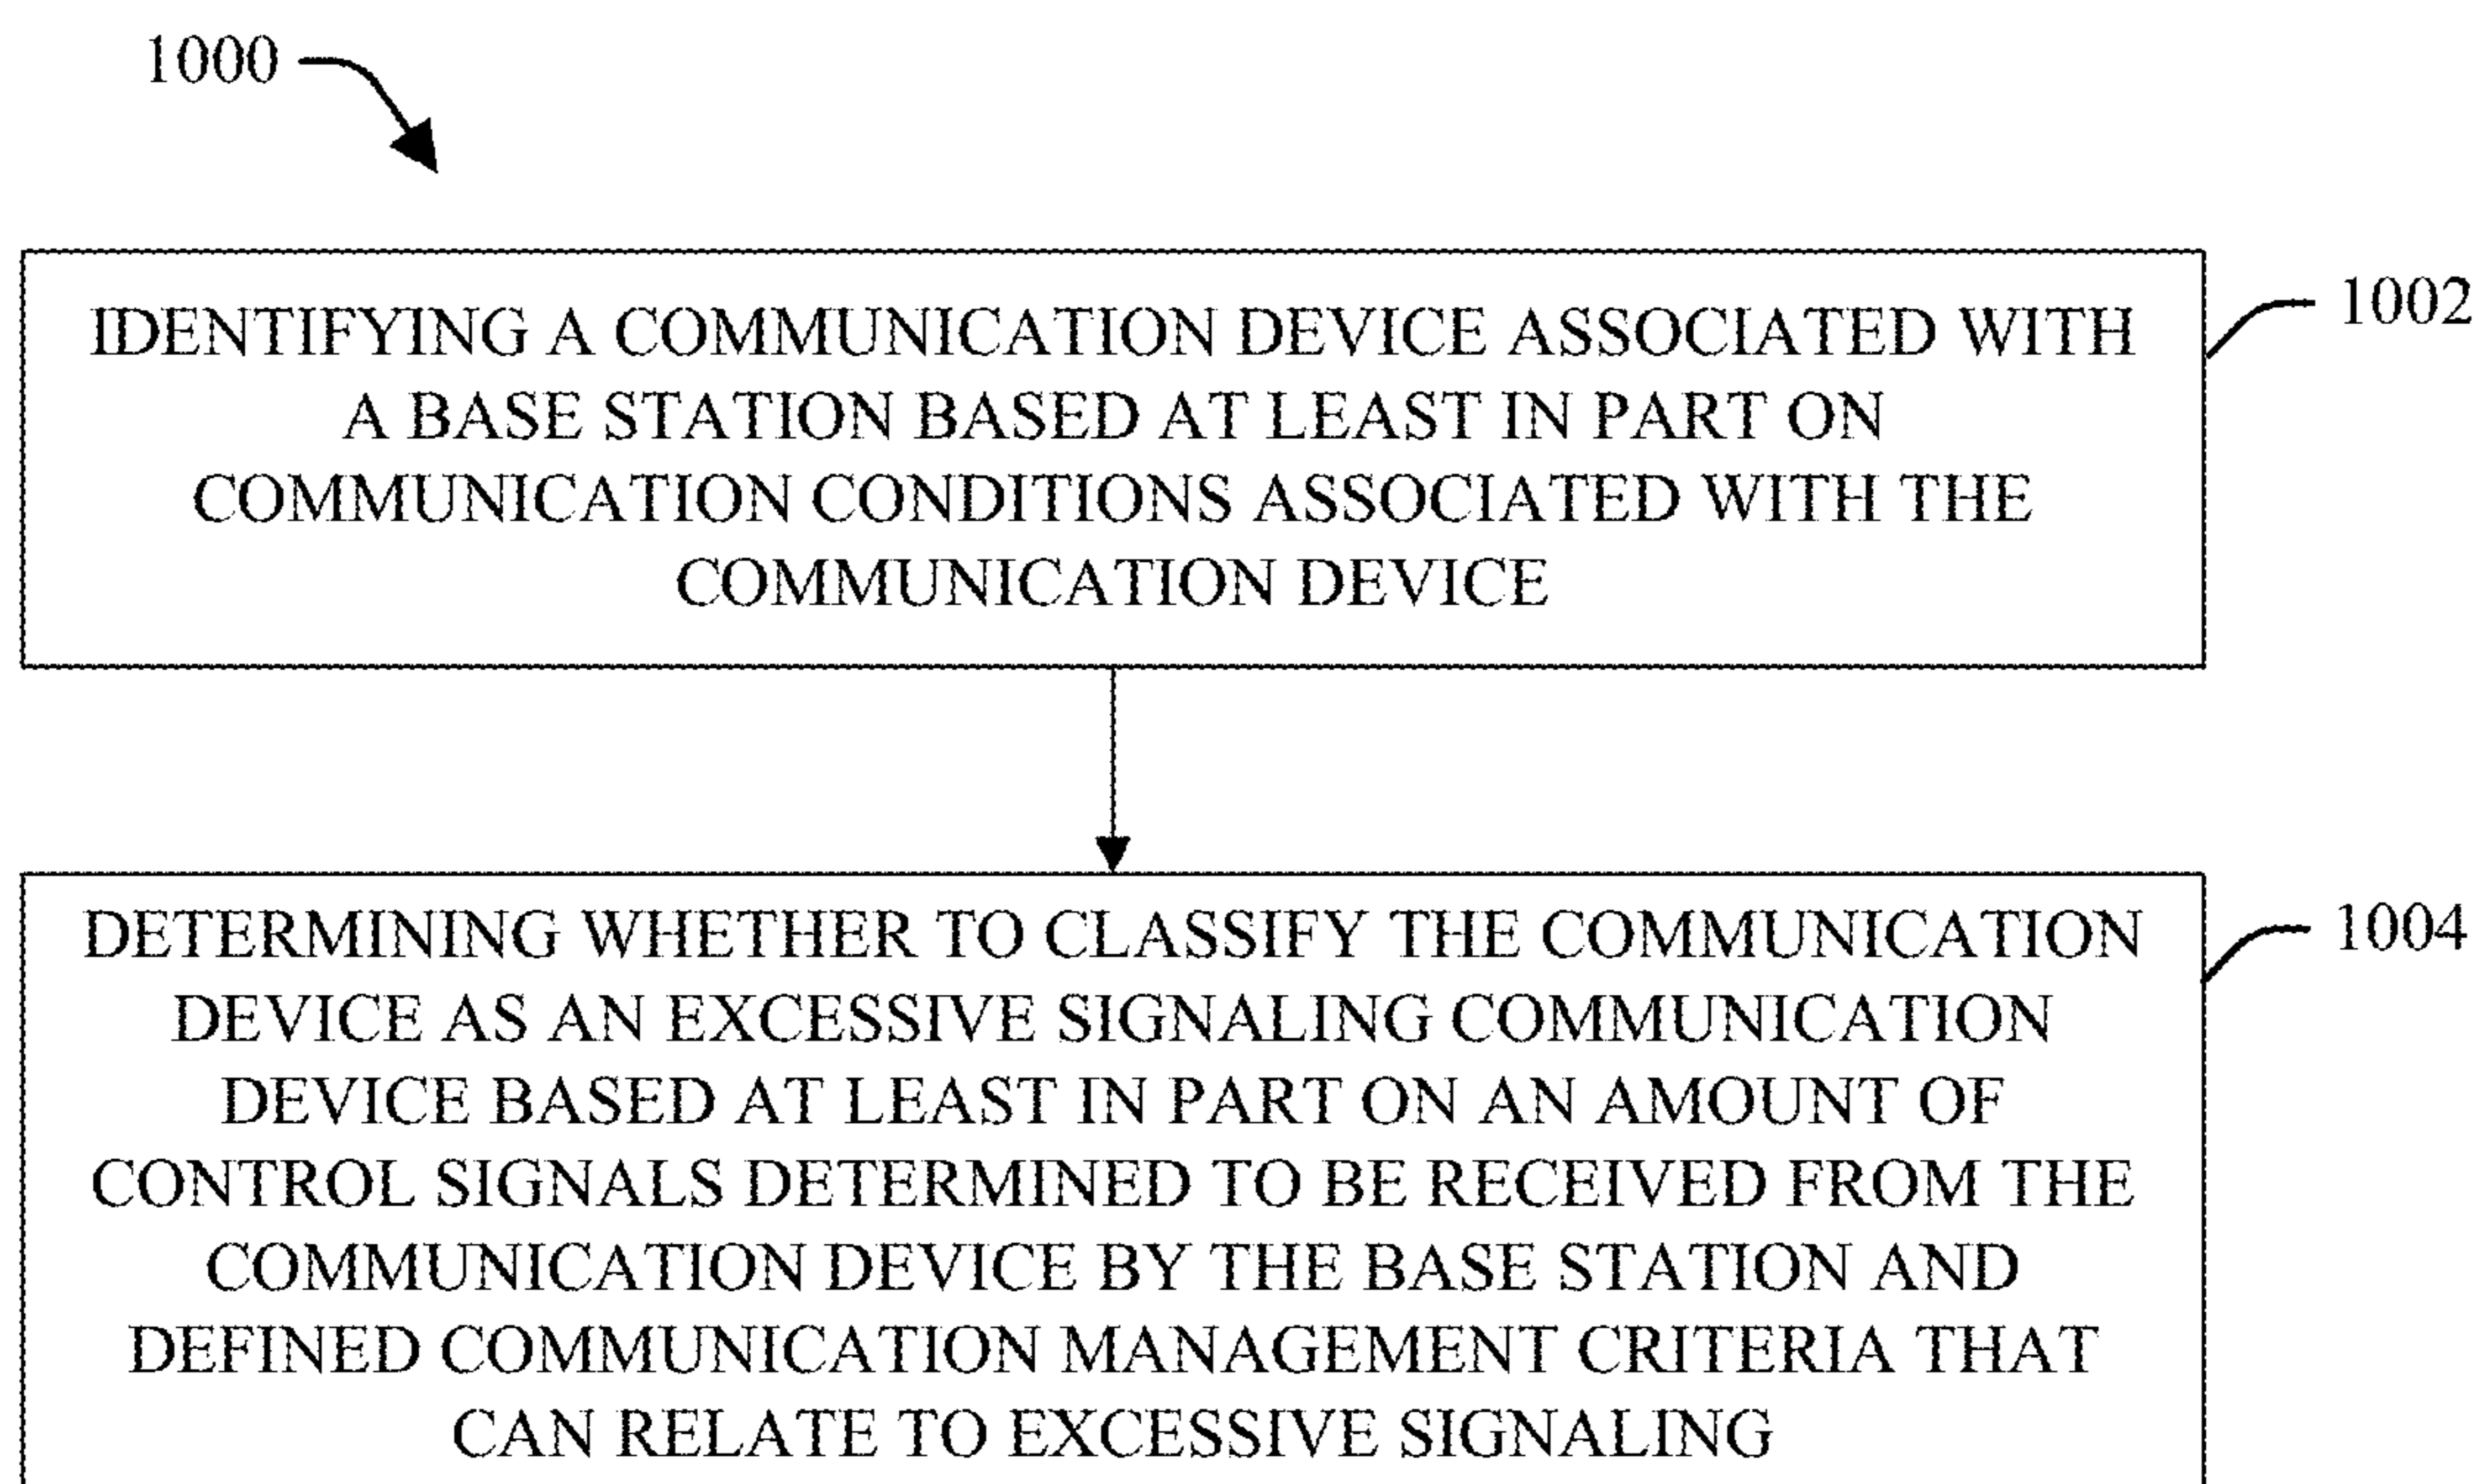 1000
IDENTIFYING A COMMUNICATION DEVICE ASSOCIATED WITH
A BASE STATION BASED AT LEAST IN PART ON
COMMUNICATION CONDITIONS ASSOCIATED WITH THE
COMMUNICATION DEVICE
1002
DETERMINING WHETHER TO CLASSIFY THE COMMUNICATION
DEVICE AS AN EXCESSIVE SIGNALING COMMUNICATION
DEVICE BASED AT LEAST IN PART ON AN AMOUNT OF
CONTROL SIGNALS DETERMINED TO BE RECEIVED FROM THE
COMMUNICATION DEVICE BY THE BASE STATION AND
DEFINED COMMUNICATION MANAGEMENT CRITERIA THAT
CAN RELATE TO EXCESSIVE SIGNALING
1004